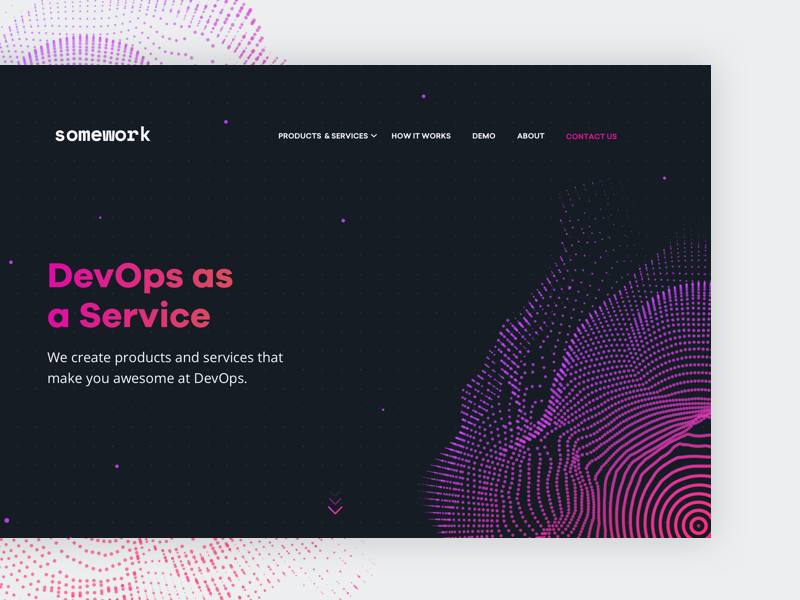 somework
PRODUCTS & SERVICES HOW IT WORKS DEMO ABOUT CONTACT US
DevOps as
a Service
We create products and services that
make you awesome at DevOps.